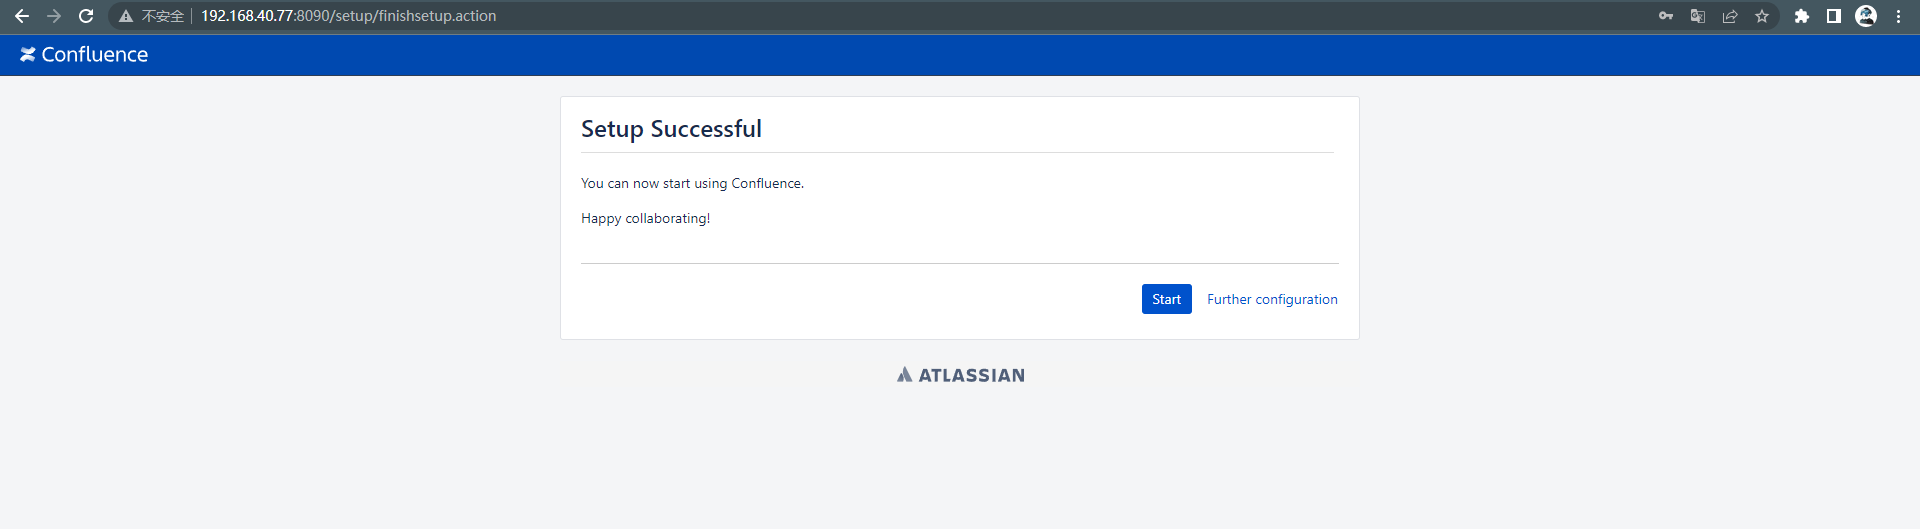 不安全 192.168.40.77:8090/setup/finishsetup.action
Confluence
Setup Successful
You can now start using Confluence.
Happy collaborating!
Start Further configuration
ATLASSIAN